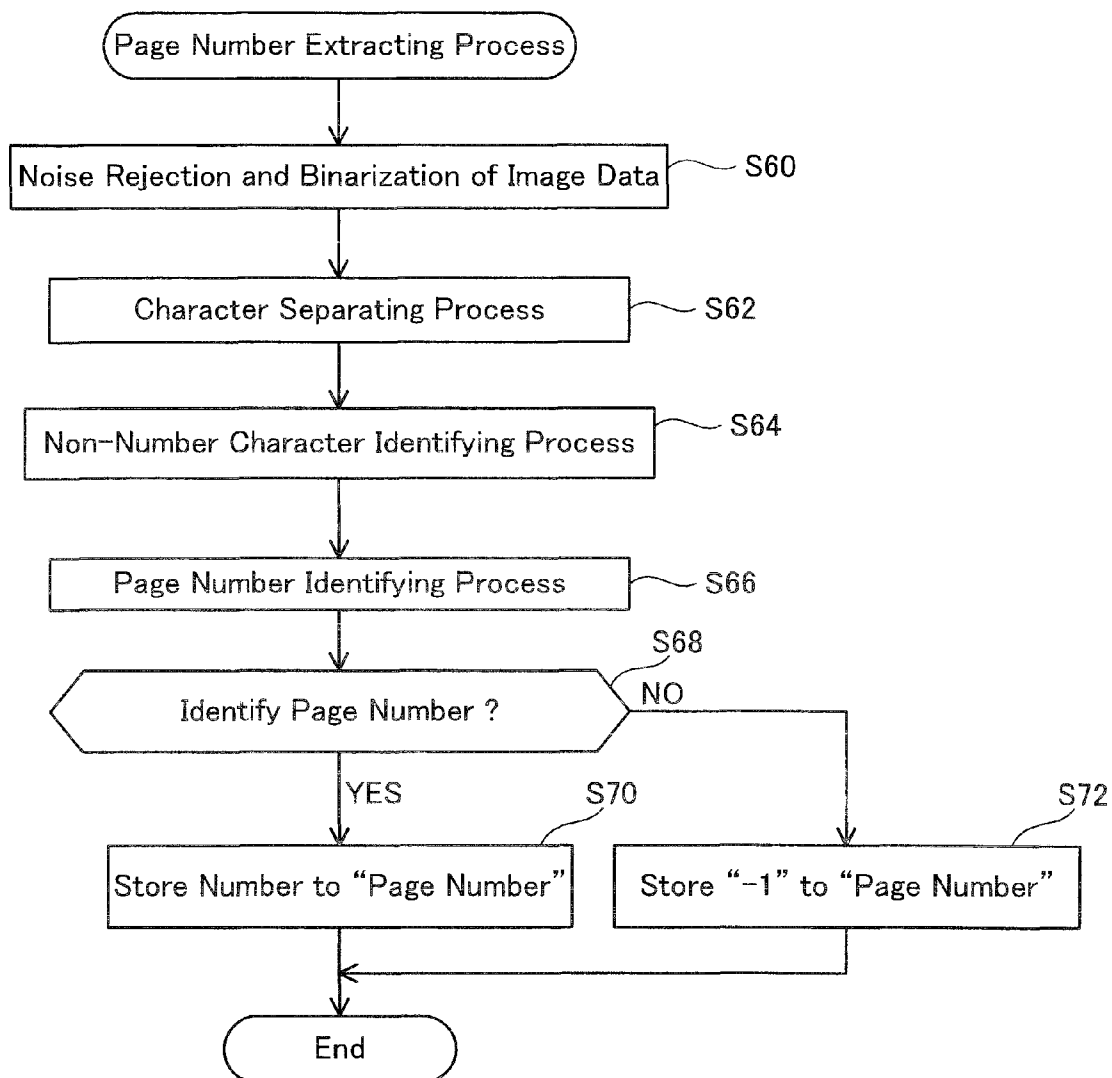 Page Number Extracting Process
Noise Rejection and Binarization of Image Data
S60
Character Separating Process
S62
Non-Number Character Identifying Process
S64
Page Number Identifying Process
S66
S68
Identify Page Number ?
NO
YES
S70
S72
Store Number to “Page Number”
Store “-1” to “Page Number”
End